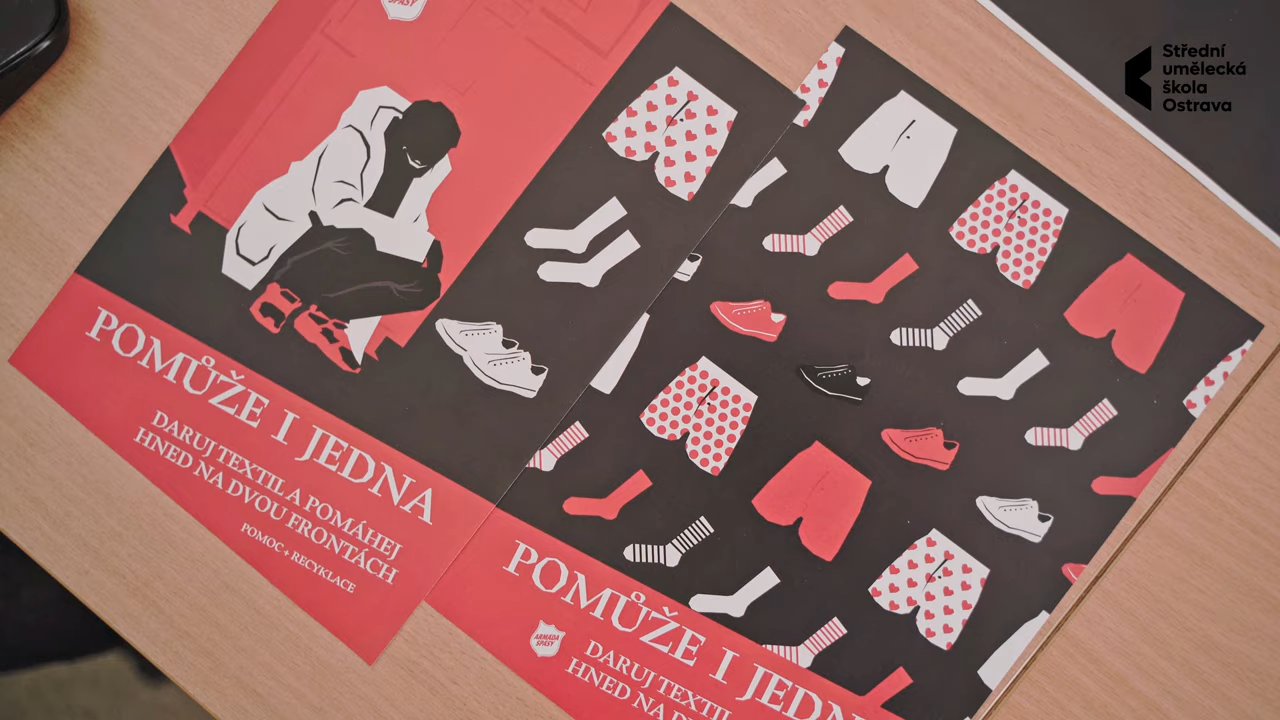 SPÁSY
POMŮŽE I JEDNA
DARUJ TEXTIL A POMÁHEJ
HNED NA DVOU FRONTÁCH
POMOC + RECYKLACE
POMŮŽE I JEDN
ARMÁDA
SPÁSY
DARUJ TEXTIL
HNED NA
Střední
umělecká
škola
Ostrava